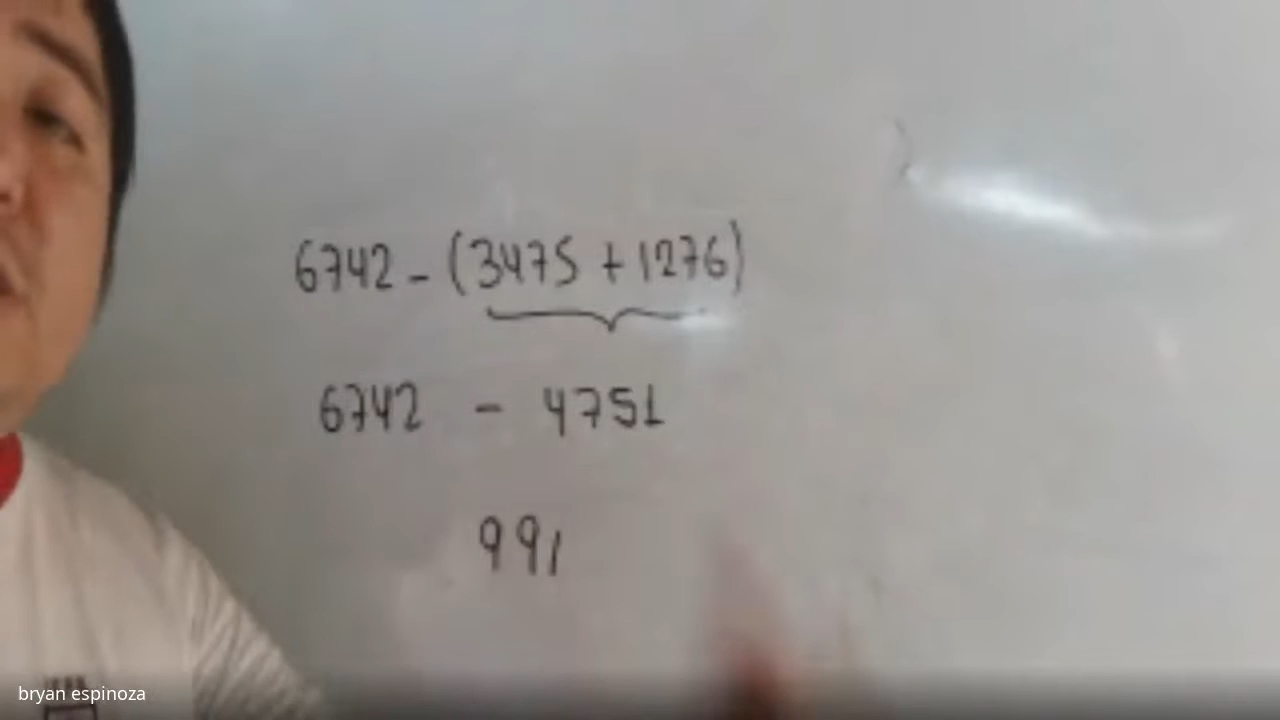 6742 - (3475 + 1276)
6742 - 4751
991
bryan espinoza